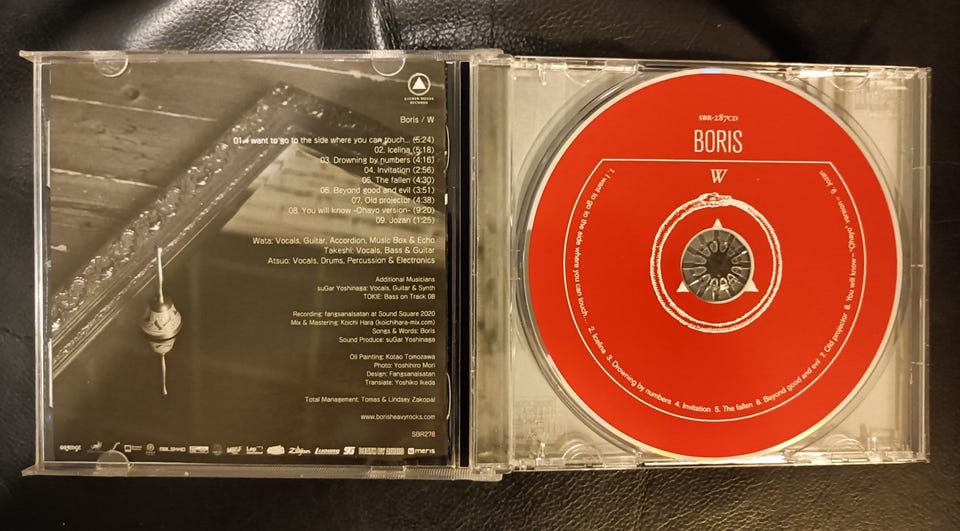 SACRED BONES
RECORDS
Boris / W
01. I want to go to the side where you can touch... (6:24)
02. Icelina (5:18)
03. Drowning by numbers (4:16)
04. Invitation (2:56)
05. The fallen (4:30)
06. Beyond good and evil (3:51)
07. Old projector (4:38)
08. You will know -Ohayo version- (9:20)
09. Jozan (1:25)
Wata: Vocals, Guitar, Accordion, Music Box & Echo
Takeshi: Vocals, Bass & Guitar
Atsuo: Vocals, Drums, Percussion & Electronics
Additional Musicians
suGar Yoshinaga: Vocals, Guitar & Synth
TOKIE: Bass on Track 08
Recording: fangsanalsatan at Sound Square 2020
Mix & Mastering: Koichi Hara (koichihara-mix.com)
Songs & Words: Boris
Sound Produce: suGar Yoshinaga
Oil Painting: Kotao Tomozawa
Photo: Yoshihiro Mori
Design: Fangsanalsatan
Translate: Yoshiko Ikeda
Total Management: Tomas & Lindsey Zakopal
www.borisheavyrocks.com
SBR278
Zildjian LUDWIG SG meris
SBR-287CD
BORIS
W
1. I want to go to the side where you can touch... 2. Icelina 3. Drowning by numbers 4. Invitation 5. The fallen 6. Beyond good and evil 7. Old projector 8. You will know -Ohayo version- 9. Jozan